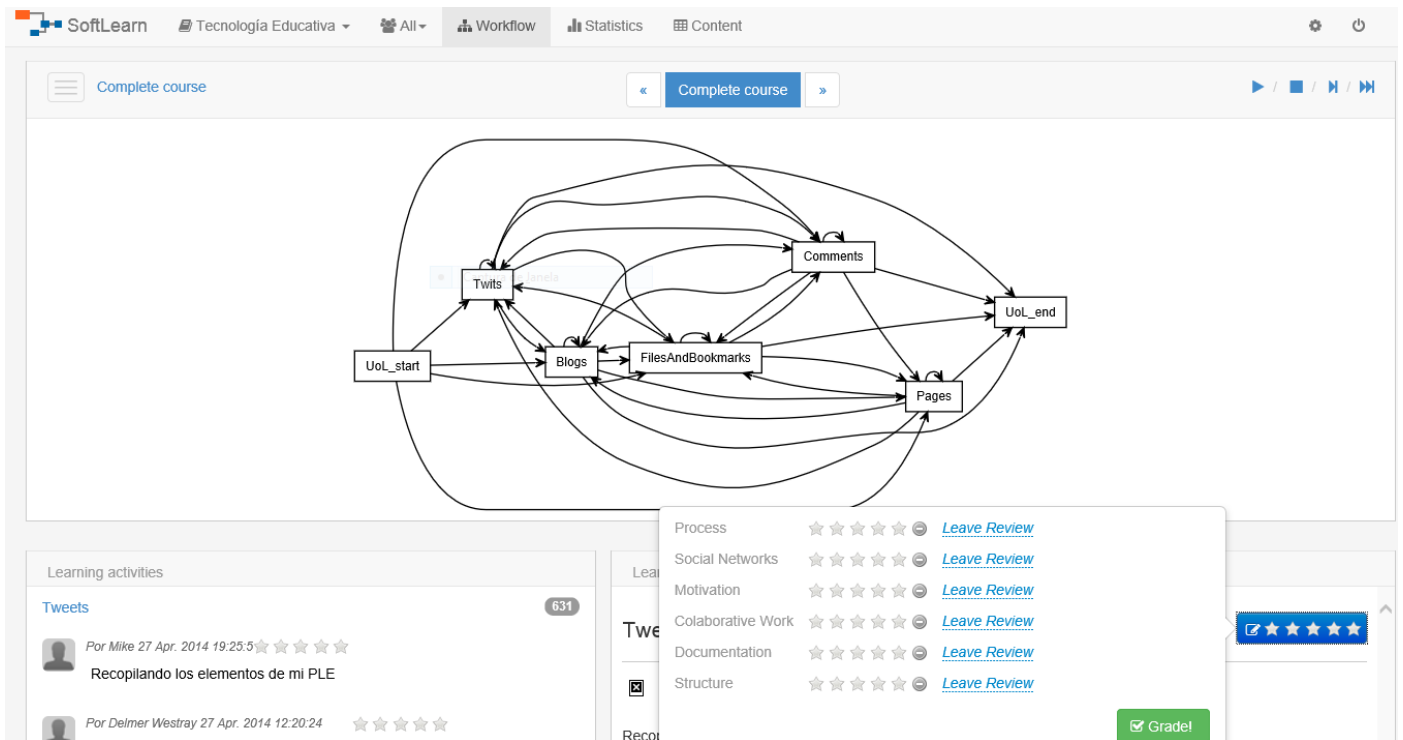 SoftLearn Tecnología Educativa All Workflow Statistics Content
Complete course « Complete course » / / /
Comments
Twits
UoL_end
FilesAndBookmarks
Blogs
UoL_start
Pages
Process Leave Review
Social Networks Leave Review
Motivation Leave Review
Colaborative Work Leave Review
Documentation Leave Review
Structure Leave Review
Grade!
Learning activities
Tweets 631
Por Mike 27 Apr. 2014 19:25:5
Recopilando los elementos de mi PLE
Por Delmer Westray 27 Apr. 2014 12:20:24
Lear
Twe
Recop